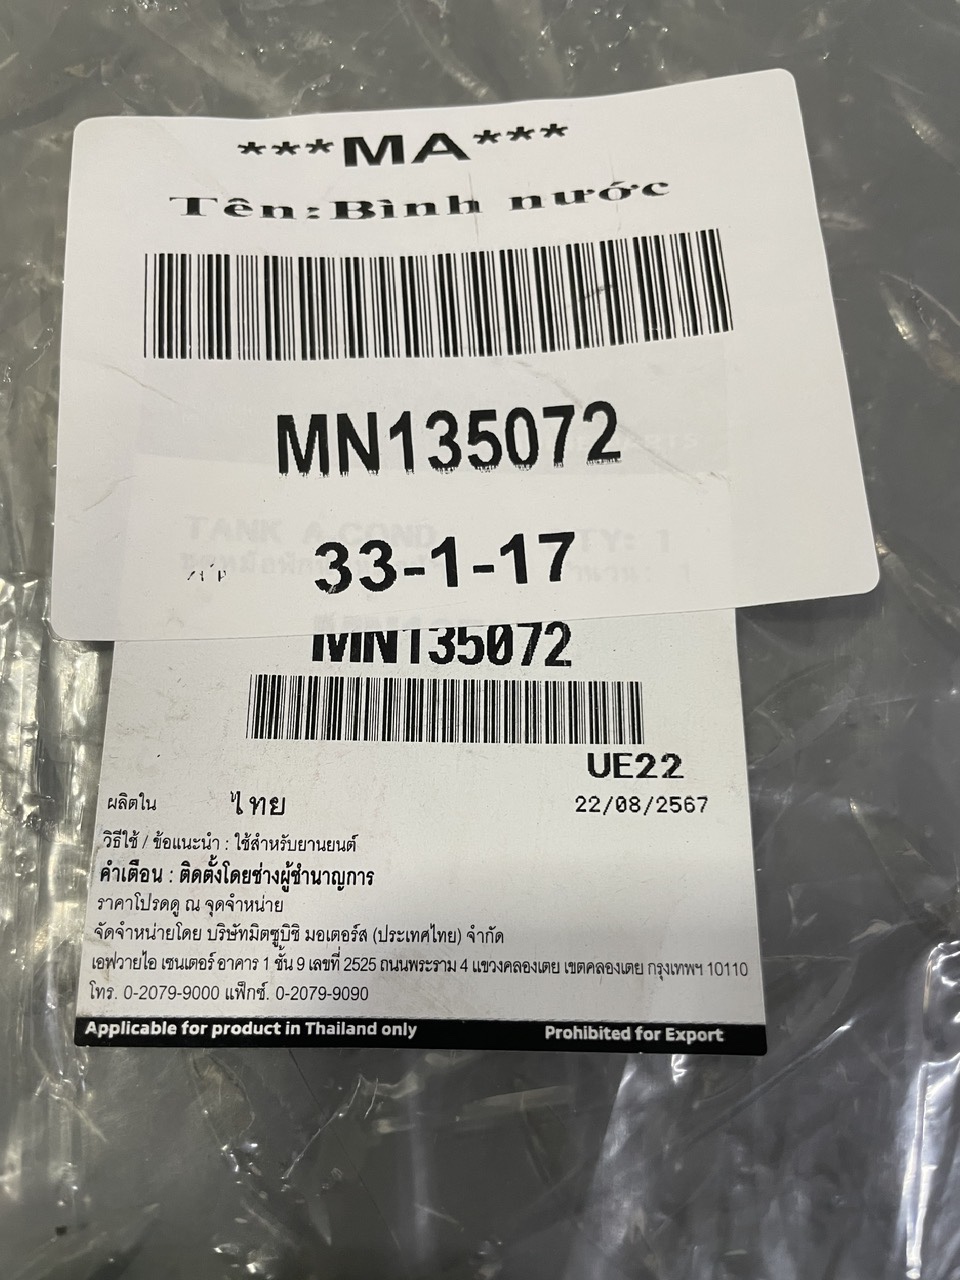 ***MA***
Tên:Bình nước
MN135072
TANK A COND
QTY: 1
33-1-17
MN135072
UE22
ผลิตใน ไทย 22/08/2567
วิธีใช้ / ข้อแนะนำ : ใช้สำหรับยานยนต์
คำเตือน : ติดตั้งโดยช่างผู้ชำนาญการ
ราคาโปรดดู ณ จุดจำหน่าย
จัดจำหน่ายโดย บริษัทมิตซูบิชิ มอเตอร์ส (ประเทศไทย) จำกัด
เอฟวายไอ เซนเตอร์ อาคาร 1 ชั้น 9 เลขที่ 2525 ถนนพระราม 4 แขวงคลองเตย เขตคลองเตย กรุงเทพฯ 10110
โทร. 0-2079-9000 แฟ็กซ์. 0-2079-9090
Applicable for product in Thailand only Prohibited for Export